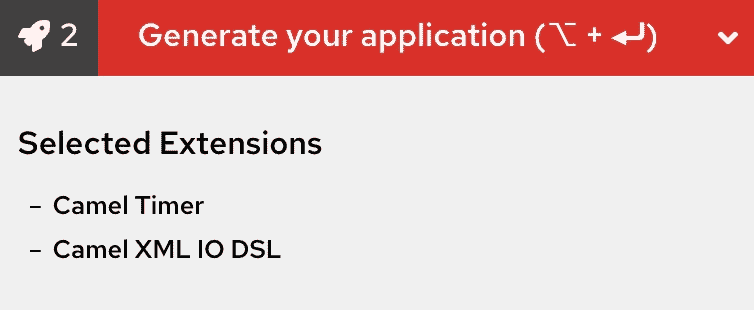 2 Generate your application (⌥ + ↵)
Selected Extensions
– Camel Timer
– Camel XML IO DSL